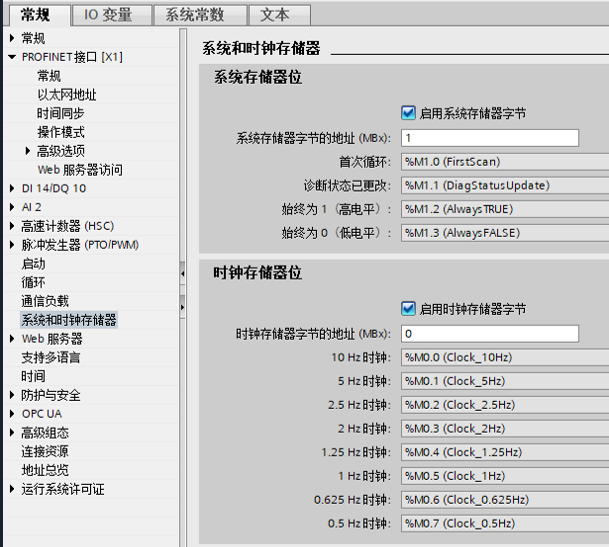 常规 IO 变量 系统常数 文本
常规
PROFINET接口 [X1]
常规
以太网地址
时间同步
操作模式
高级选项
Web 服务器访问
DI 14/DQ 10
AI 2
高速计数器 (HSC)
脉冲发生器 (PTO/PWM)
启动
循环
通信负载
系统和时钟存储器
Web 服务器
支持多语言
时间
防护与安全
OPC UA
高级组态
连接资源
地址总览
运行系统许可证
系统和时钟存储器
系统存储器位
启用系统存储器字节
系统存储器字节的地址 (MBx): 1
首次循环: %M1.0 (FirstScan)
诊断状态已更改: %M1.1 (DiagStatusUpdate)
始终为 1（高电平）: %M1.2 (AlwaysTRUE)
始终为 0（低电平）: %M1.3 (AlwaysFALSE)
时钟存储器位
启用时钟存储器字节
时钟存储器字节的地址 (MBx): 0
10 Hz 时钟: %M0.0 (Clock_10Hz)
5 Hz 时钟: %M0.1 (Clock_5Hz)
2.5 Hz 时钟: %M0.2 (Clock_2.5Hz)
2 Hz 时钟: %M0.3 (Clock_2Hz)
1.25 Hz 时钟: %M0.4 (Clock_1.25Hz)
1 Hz 时钟: %M0.5 (Clock_1Hz)
0.625 Hz 时钟: %M0.6 (Clock_0.625Hz)
0.5 Hz 时钟: %M0.7 (Clock_0.5Hz)